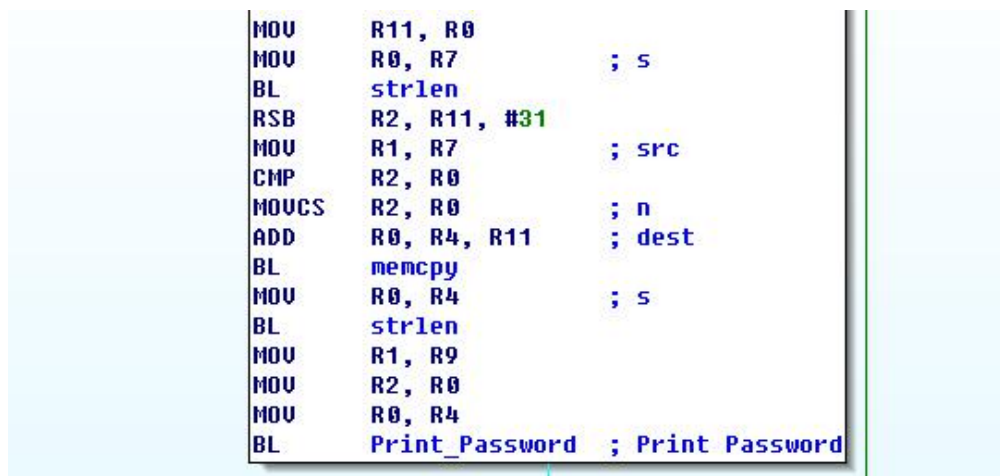 MOV R11, R0
MOV R0, R7 ; s
BL strlen
RSB R2, R11, #31
MOV R1, R7 ; src
CMP R2, R0
MOVCS R2, R0 ; n
ADD R0, R4, R11 ; dest
BL memcpy
MOV R0, R4 ; s
BL strlen
MOV R1, R9
MOV R2, R0
MOV R0, R4
BL Print_Password ; Print Password